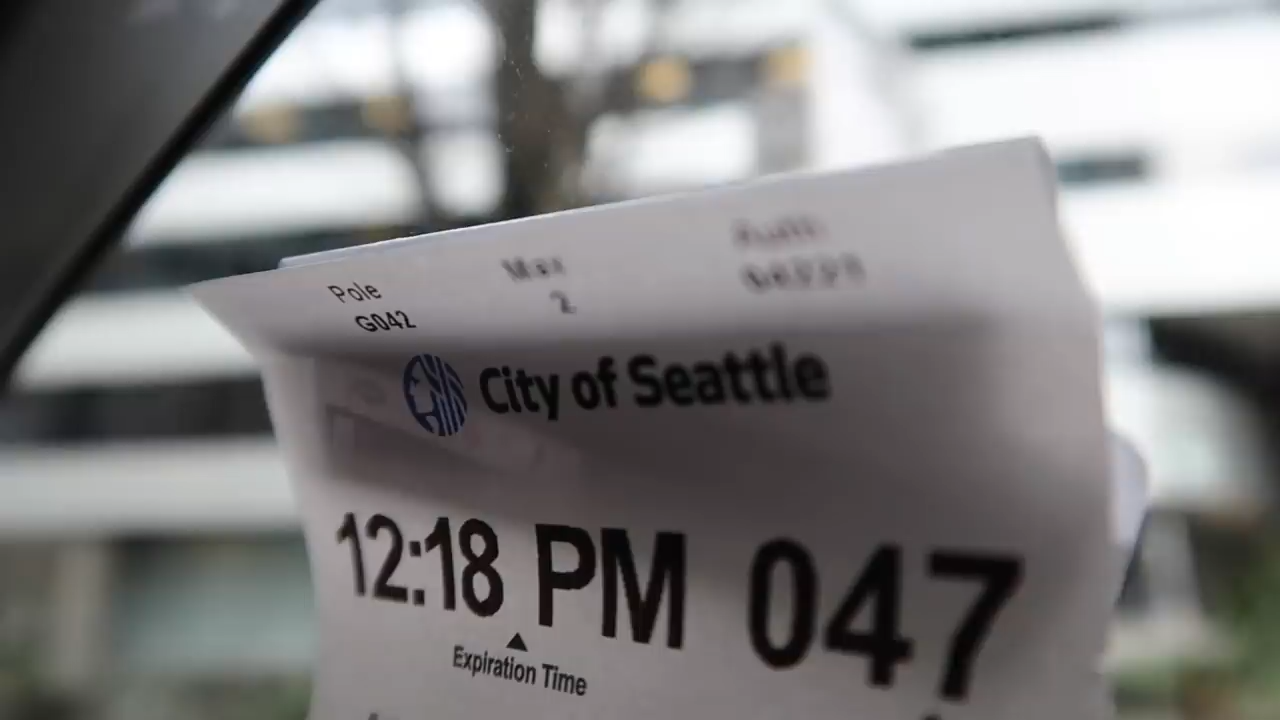 Pole Max
G042 2
City of Seattle
12:18 PM 047
Expiration Time